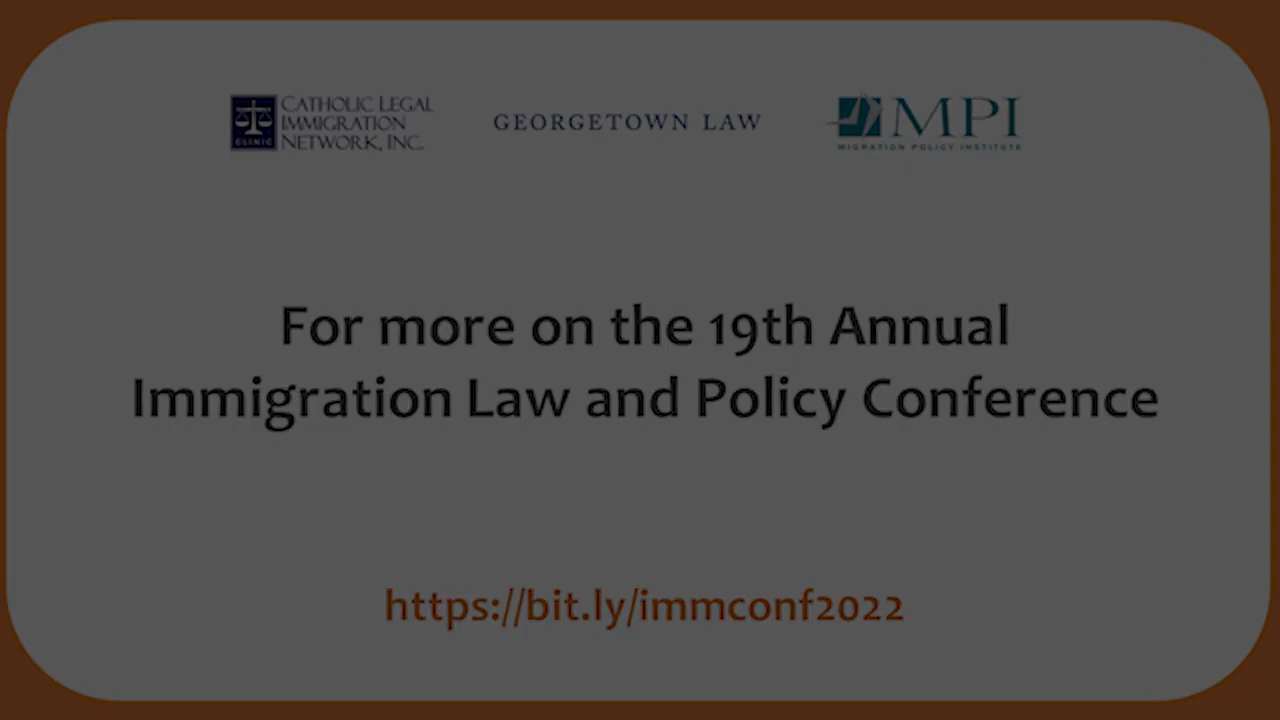 CATHOLIC LEGAL
IMMIGRATION
NETWORK, INC.
CLINIC
GEORGETOWN LAW
MPI
MIGRATION POLICY INSTITUTE
For more on the 19th Annual
Immigration Law and Policy Conference
https://bit.ly/immconf2022